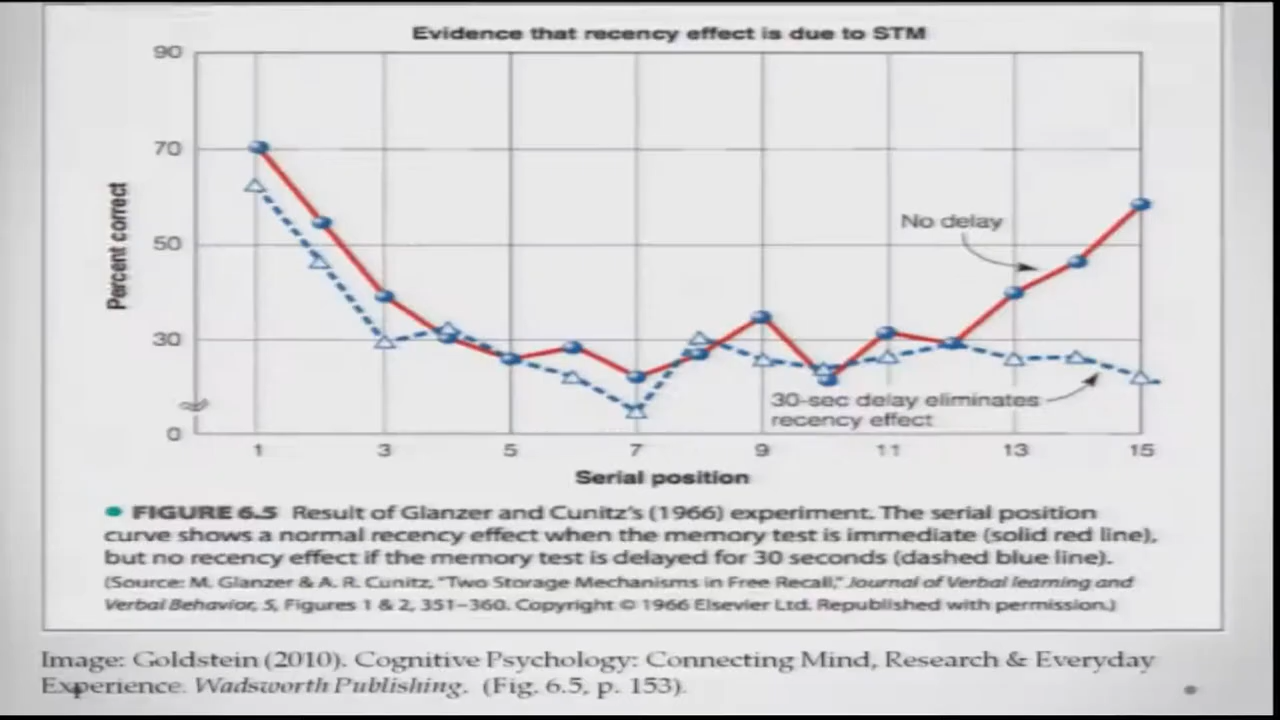 Evidence that recency effect is due to STM
90
70
50
30
0
Percent correct
No delay
30-sec delay eliminates
recency effect
1 3 5 7 9 11 13 15
Serial position
● FIGURE 6.5 Result of Glanzer and Cunitz's (1966) experiment. The serial position
curve shows a normal recency effect when the memory test is immediate (solid red line),
but no recency effect if the memory test is delayed for 30 seconds (dashed blue line).
(Source: M. Glanzer & A. R. Cunitz, "Two Storage Mechanisms in Free Recall," Journal of Verbal learning and
Verbal Behavior, 5, Figures 1 & 2, 351–360. Copyright © 1966 Elsevier Ltd. Republished with permission.)
Image: Goldstein (2010). Cognitive Psychology: Connecting Mind, Research & Everyday
Experience. Wadsworth Publishing. (Fig. 6.5, p. 153).